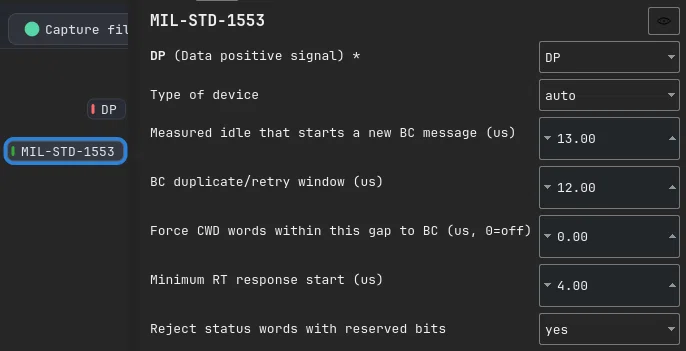 Capture fil
DP
MIL-STD-1553
MIL-STD-1553
DP (Data positive signal) *
DP
Type of device
auto
Measured idle that starts a new BC message (us)
13.00
BC duplicate/retry window (us)
12.00
Force CWD words within this gap to BC (us, 0=off)
0.00
Minimum RT response start (us)
4.00
Reject status words with reserved bits
yes